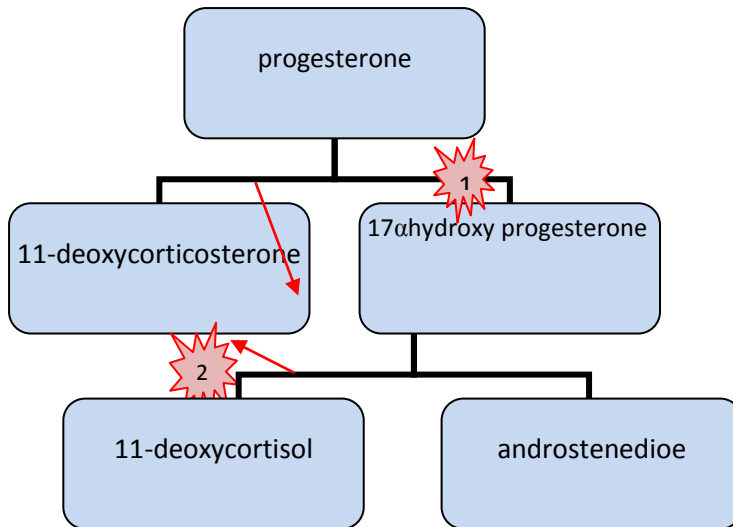 progesterone
1
11-deoxycorticosterone
17αhydroxy progesterone
2
11-deoxycortisol
androstenedioe